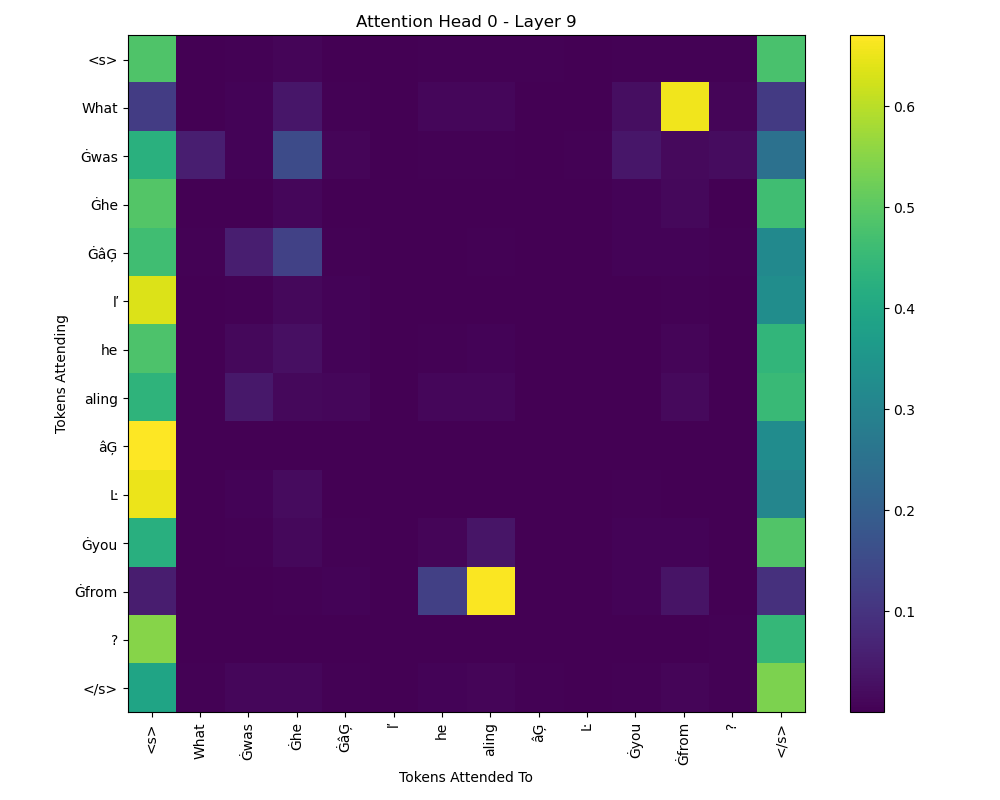 Attention Head 0 - Layer 9
Tokens Attending
<s>
What
Ġwas
Ġhe
ĠâĢ
ľ
he
aling
âĢ
Ŀ
Ġyou
Ġfrom
?
</s>
<s>
What
Ġwas
Ġhe
ĠâĢ
ľ
he
aling
âĢ
Ŀ
Ġyou
Ġfrom
?
</s>
Tokens Attended To
0.6
0.5
0.4
0.3
0.2
0.1